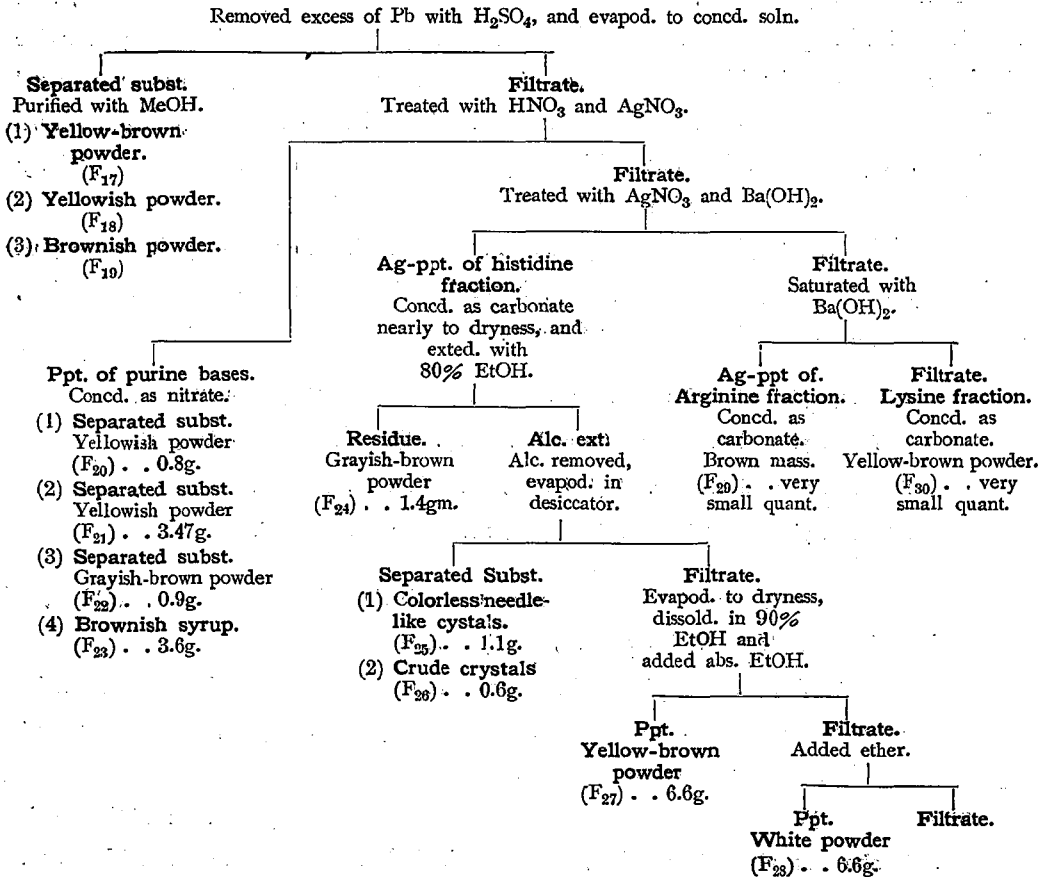 Removed excess of Pb with H₂SO₄, and evapod. to concd. soln.
Separated subst.
Purified with MeOH.
(1) Yellow-brown
powder.
(F₁₇)
(2) Yellowish powder.
(F₁₈)
(3) Brownish powder.
(F₁₉)
Filtrate.
Treated with HNO₃ and AgNO₃.
Filtrate.
Treated with AgNO₃ and Ba(OH)₂.
Ppt. of purine bases.
Concd. as nitrate.
(1) Separated subst.
Yellowish powder
(F₂₀) . . 0.8g.
(2) Separated subst.
Yellowish powder
(F₂₁) . . 3.47g.
(3) Separated subst.
Grayish-brown powder
(F₂₂) . . 0.9g.
(4) Brownish syrup.
(F₂₃) . . 3.6g.
Ag-ppt. of histidine
fraction.
Concd. as carbonate
nearly to dryness, and
exted. with
80% EtOH.
Filtrate.
Saturated with
Ba(OH)₂.
Residue.
Grayish-brown
powder
(F₂₄) . . 1.4gm.
Alc. ext.
Alc. removed,
evapod. in
desiccator.
Ag-ppt of.
Arginine fraction.
Concd. as
carbonate.
Brown mass.
(F₂₉) . . very
small quant.
Filtrate.
Lysine fraction.
Concd. as
carbonate.
Yellow-brown powder.
(F₃₀) . . very
small quant.
Separated Subst.
(1) Colorless needle-
like cystals.
(F₂₅) . . 1.1g.
(2) Crude crystals
(F₂₆) . . 0.6g.
Filtrate.
Evapod. to dryness,
dissold. in 90%
EtOH and
added abs. EtOH.
Ppt.
Yellow-brown
powder
(F₂₇) . . 6.6g.
Filtrate.
Added ether.
Ppt.
White powder
(F₂₈) . . 6.6g.
Filtrate.